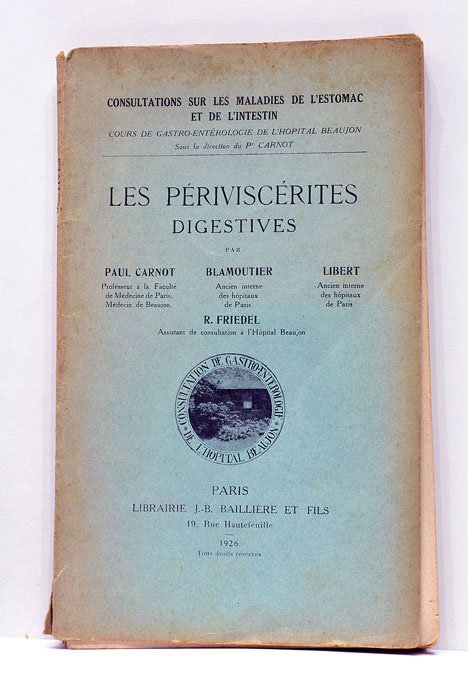 CONSULTATIONS SUR LES MALADIES DE L'ESTOMAC
ET DE L'INTESTIN
COURS DE GASTRO-ENTÉROLOGIE DE L'HOPITAL BEAUJON
Sous la direction du Pr CARNOT
LES PÉRIVISCÉRITES
DIGESTIVES
PAR
PAUL CARNOT
Professeur à la Faculté
de Médecine de Paris,
Médecin de Beaujon.
BLAMOUTIER
Ancien interne
des hôpitaux
de Paris
LIBERT
Ancien interne
des hôpitaux
de Paris
R. FRIEDEL
Assistant de consultation à l'Hôpital Beaujon
CONSULTATION DE GASTRO-ENTEROLOGIE
DE L'HOPITAL BEAUJON
PARIS
LIBRAIRIE J.-B. BAILLIÈRE ET FILS
19, Rue Hautefeuille
1926
Tous droits réservés